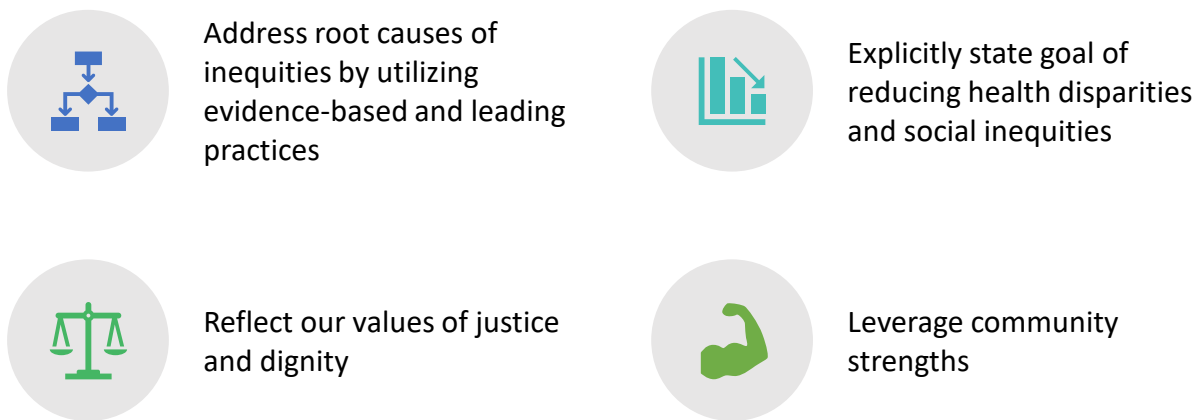 Address root causes of
inequities by utilizing
evidence-based and leading
practices
Explicitly state goal of
reducing health disparities
and social inequities
Reflect our values of justice
and dignity
Leverage community
strengths